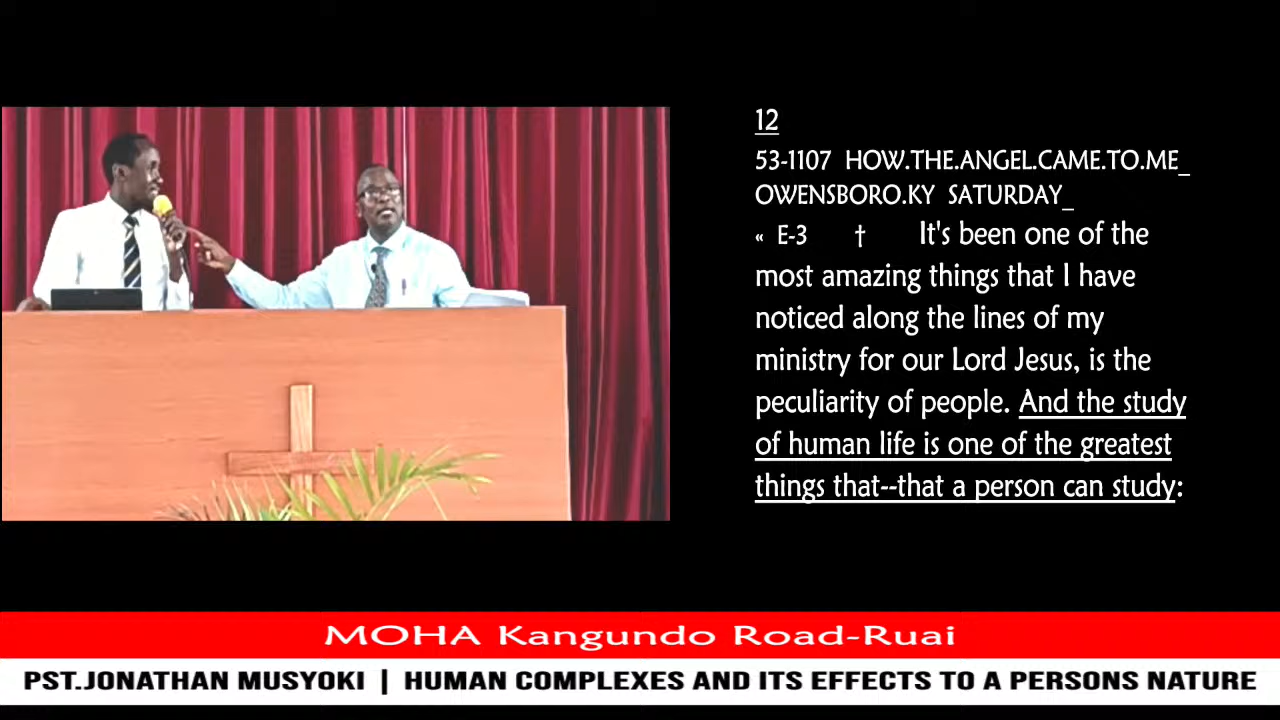 12
53-1107 HOW.THE.ANGEL.CAME.TO.ME_
OWENSBORO.KY SATURDAY_
« E-3 † It's been one of the
most amazing things that I have
noticed along the lines of my
ministry for our Lord Jesus, is the
peculiarity of people. And the study
of human life is one of the greatest
things that--that a person can study:
MOHA Kangundo Road-Ruai
PST.JONATHAN MUSYOKI | HUMAN COMPLEXES AND ITS EFFECTS TO A PERSONS NATURE